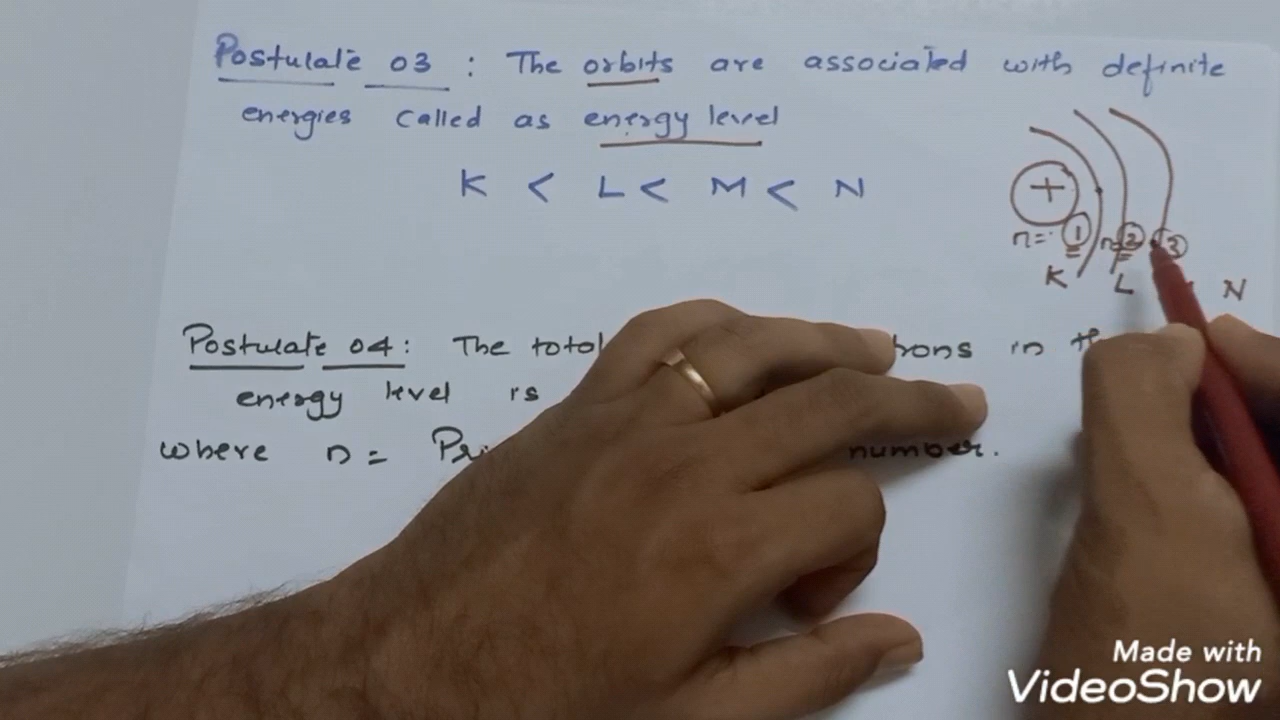 Postulate 03 : The orbits are associated with definite
energies called as energy level
K < L < M < N
+
n= 1 n=2 3
K L N
Postulate 04: The total in
energy level is
where n= number.
Made with
VideoShow